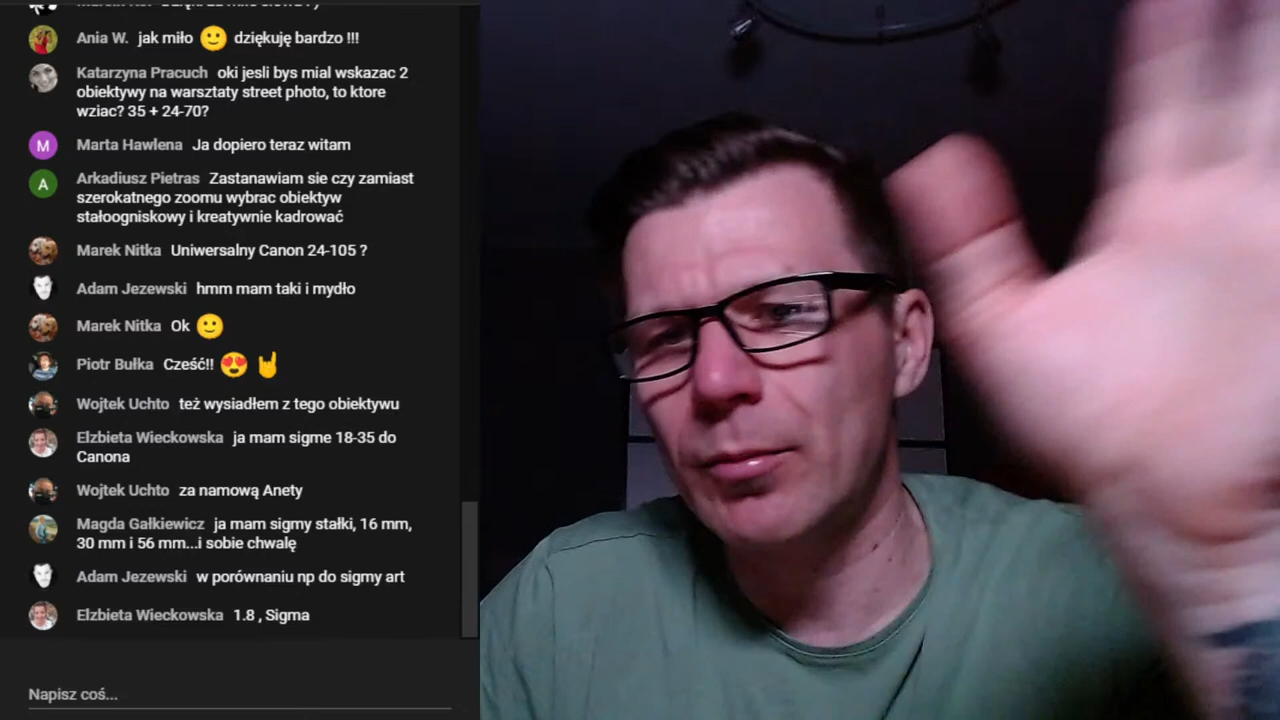 Ania W. jak miło 🙂 dziękuję bardzo !!!
Katarzyna Pracuch oki jesli bys mial wskazac 2
obiektywy na warsztaty street photo, to ktore
wziac? 35 + 24-70?
M
Marta Hawlena Ja dopiero teraz witam
A
Arkadiusz Pietras Zastanawiam sie czy zamiast
szerokatnego zoomu wybrac obiektyw
stałoogniskowy i kreatywnie kadrować
Marek Nitka Uniwersalny Canon 24-105 ?
Adam Jezewski hmm mam taki i mydło
Marek Nitka Ok 🙂
Piotr Bułka Cześć!! 😍 🤘
Wojtek Uchto też wysiadłem z tego obiektywu
Elzbieta Wieckowska ja mam sigme 18-35 do
Canona
Wojtek Uchto za namową Anety
Magda Gałkiewicz ja mam sigmy stałki, 16 mm,
30 mm i 56 mm...i sobie chwalę
Adam Jezewski w porównaniu np do sigmy art
Elzbieta Wieckowska 1.8 , Sigma
Napisz coś...